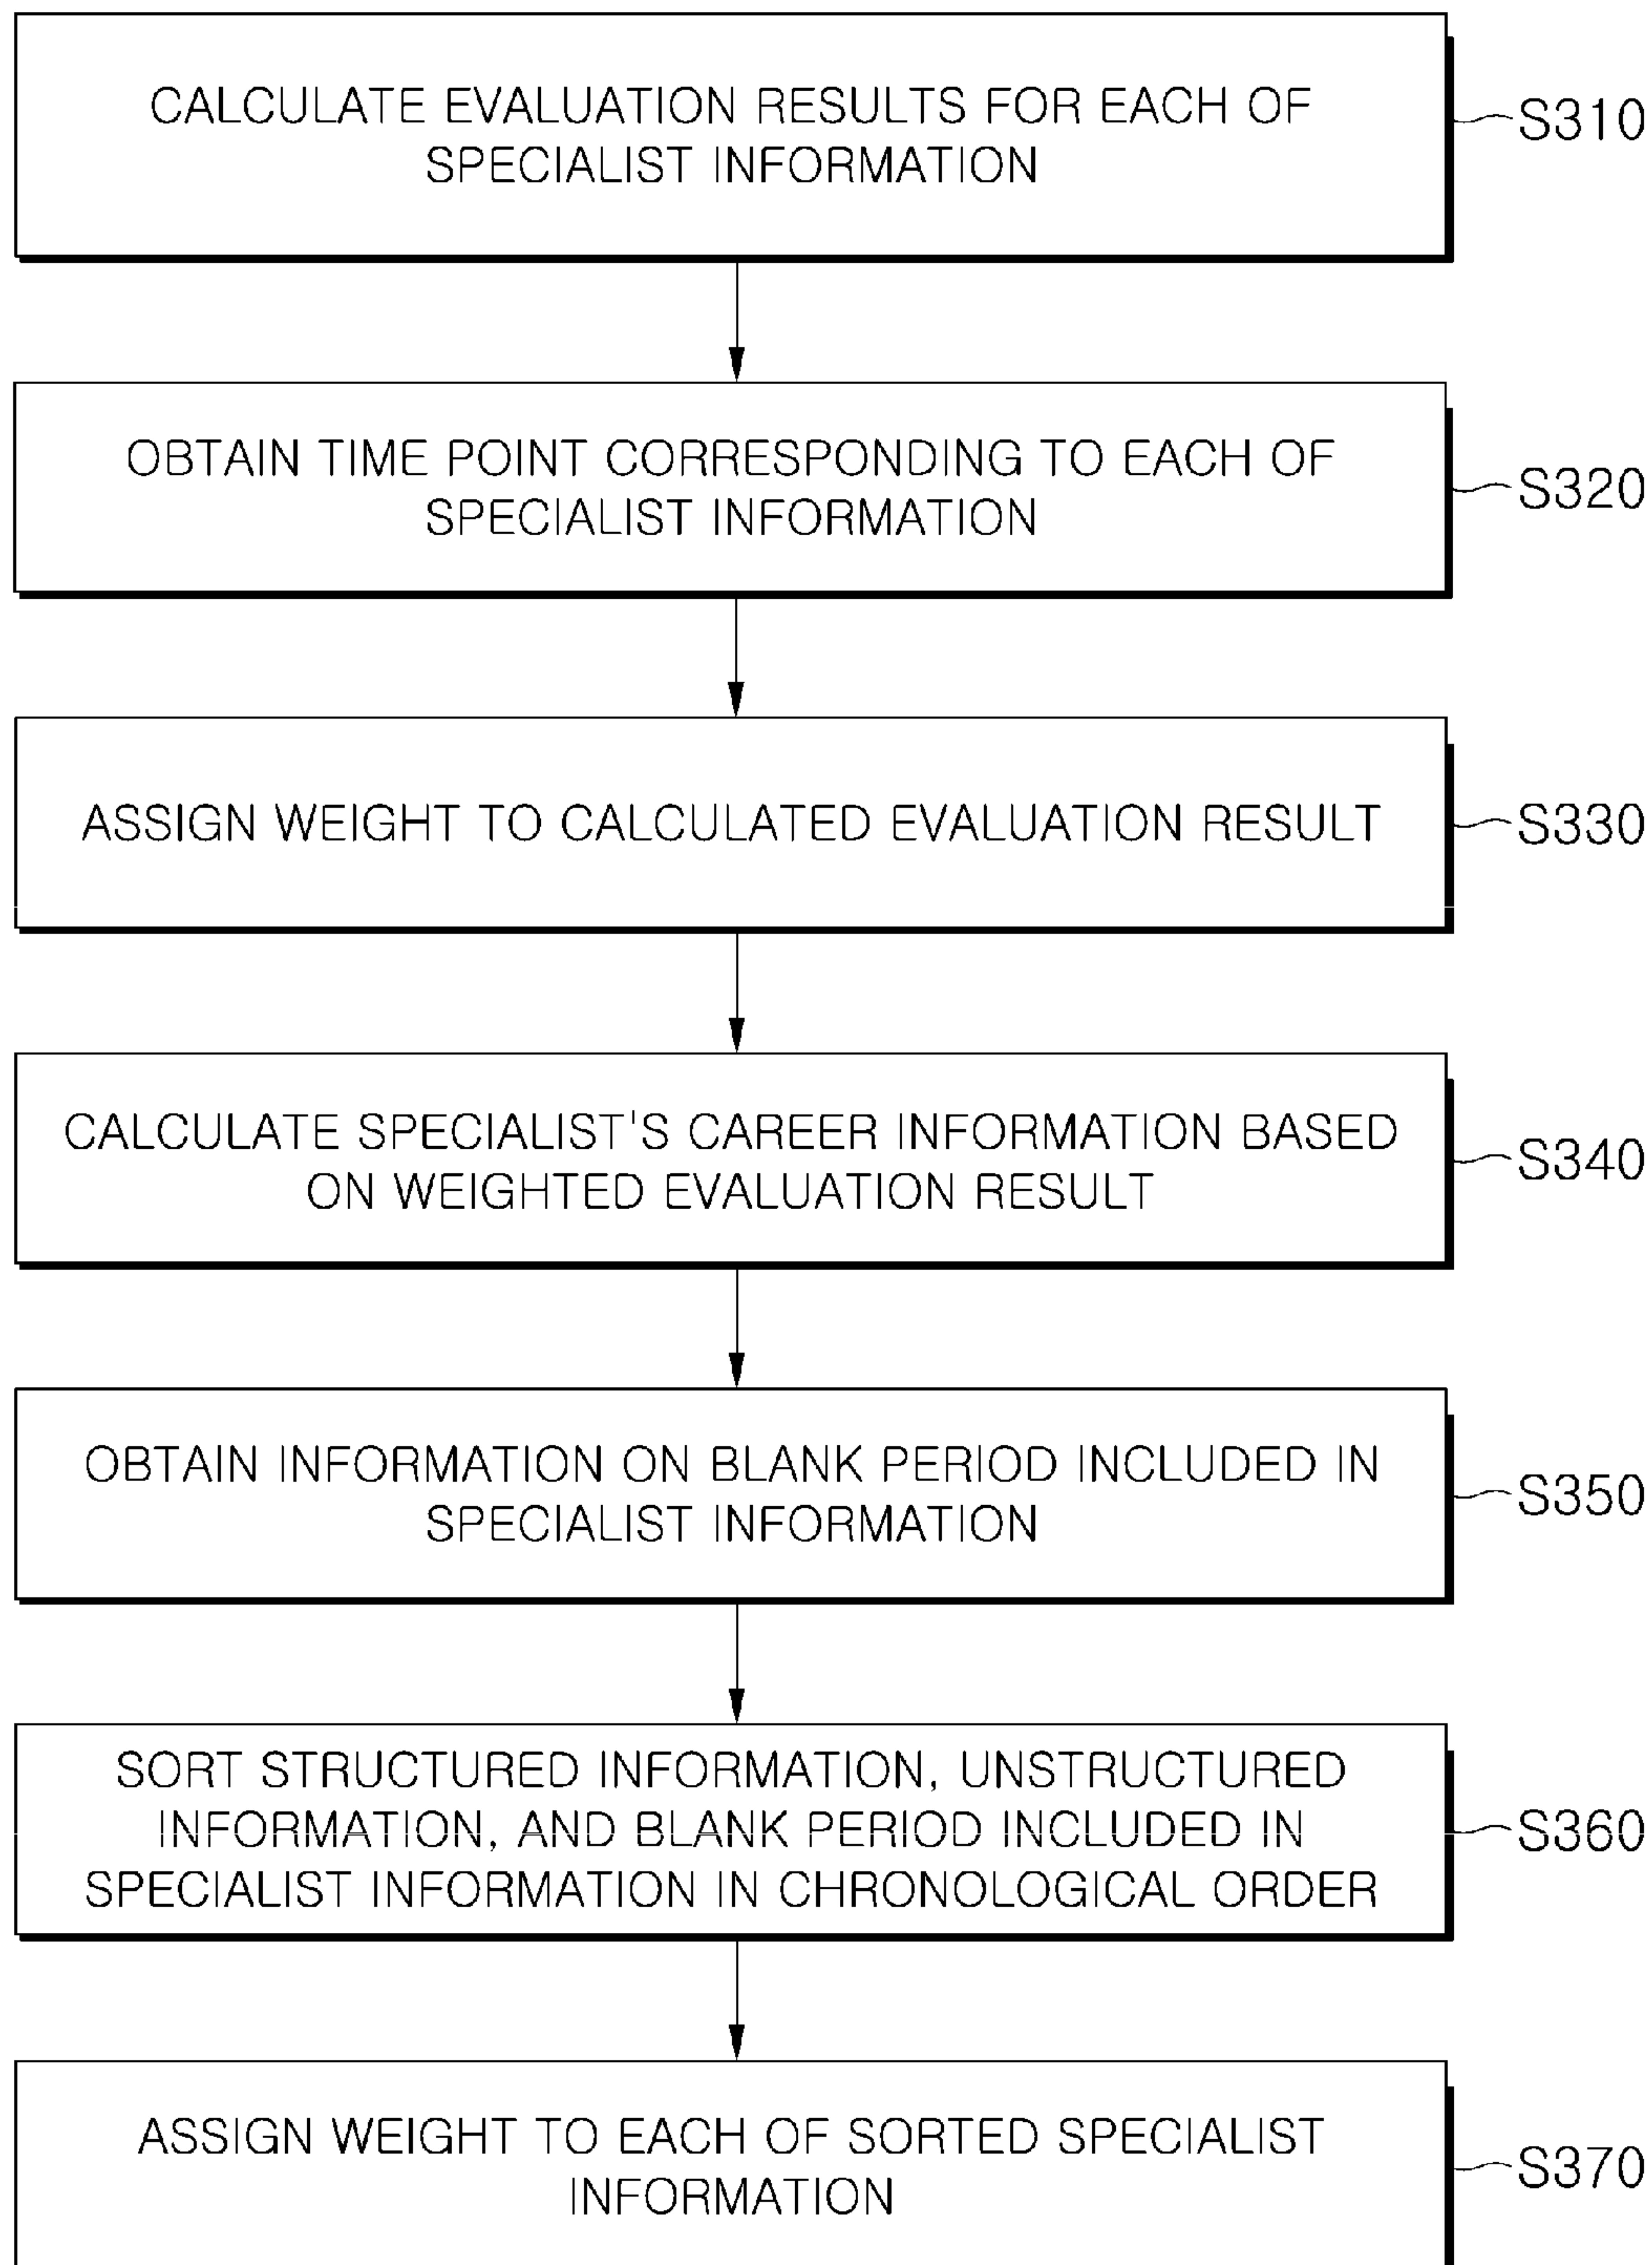 CALCULATE EVALUATION RESULTS FOR EACH OF
SPECIALIST INFORMATION
S310
OBTAIN TIME POINT CORRESPONDING TO EACH OF
SPECIALIST INFORMATION
S320
ASSIGN WEIGHT TO CALCULATED EVALUATION RESULT
S330
CALCULATE SPECIALIST'S CAREER INFORMATION BASED
ON WEIGHTED EVALUATION RESULT
S340
OBTAIN INFORMATION ON BLANK PERIOD INCLUDED IN
SPECIALIST INFORMATION
S350
SORT STRUCTURED INFORMATION, UNSTRUCTURED
INFORMATION, AND BLANK PERIOD INCLUDED IN
SPECIALIST INFORMATION IN CHRONOLOGICAL ORDER
S360
ASSIGN WEIGHT TO EACH OF SORTED SPECIALIST
INFORMATION
S370